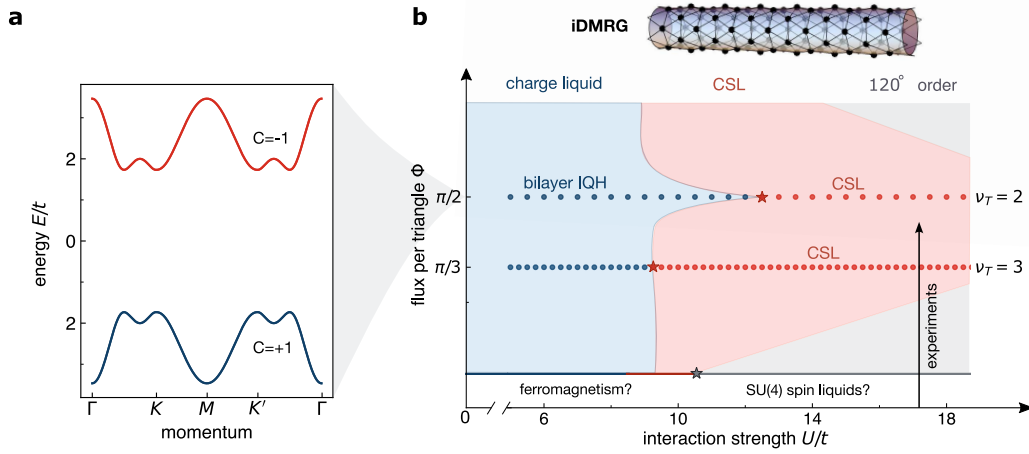 a
energy E/t
2
0
2
C=-1
C=+1
Γ
K
M
K'
Γ
momentum
b
iDMRG
charge liquid
CSL
120° order
flux per triangle Φ
π/2
bilayer IQH
CSL
ν_T = 2
π/3
CSL
ν_T = 3
experiments
ferromagnetism?
SU(4) spin liquids?
0
6
10
14
18
interaction strength U/t